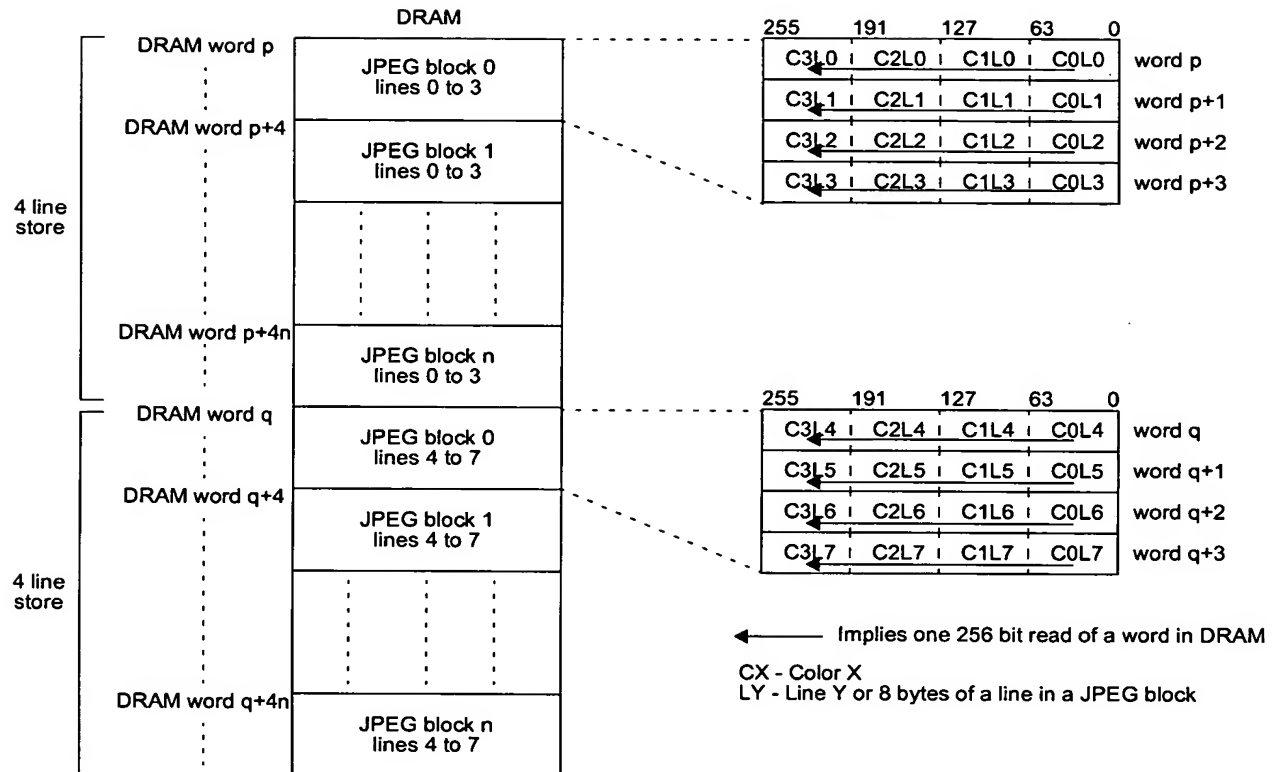 DRAM
DRAM word p
JPEG block 0
lines 0 to 3
DRAM word p+4
JPEG block 1
lines 0 to 3
4 line
store
DRAM word p+4n
JPEG block n
lines 0 to 3
DRAM word q
JPEG block 0
lines 4 to 7
DRAM word q+4
JPEG block 1
lines 4 to 7
4 line
store
DRAM word q+4n
JPEG block n
lines 4 to 7
255 191 127 63 0
C3L0 C2L0 C1L0 C0L0 word p
C3L1 C2L1 C1L1 C0L1 word p+1
C3L2 C2L2 C1L2 C0L2 word p+2
C3L3 C2L3 C1L3 C0L3 word p+3
255 191 127 63 0
C3L4 C2L4 C1L4 C0L4 word q
C3L5 C2L5 C1L5 C0L5 word q+1
C3L6 C2L6 C1L6 C0L6 word q+2
C3L7 C2L7 C1L7 C0L7 word q+3
Implies one 256 bit read of a word in DRAM
CX - Color X
LY - Line Y or 8 bytes of a line in a JPEG block